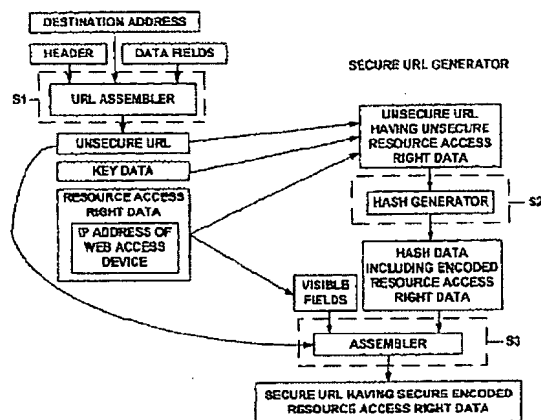 DESTINATION ADDRESS
HEADER
DATA FIELDS
S1
URL ASSEMBLER
UNSECURE URL
KEY DATA
RESOURCE ACCESS
RIGHT DATA
IP ADDRESS OF
WEB ACCESS
DEVICE
SECURE URL GENERATOR
UNSECURE URL
HAVING UNSECURE
RESOURCE ACCESS
RIGHT DATA
HASH GENERATOR
S2
HASH DATA
INCLUDING ENCODED
RESOURCE ACCESS
RIGHT DATA
VISIBLE
FIELDS
ASSEMBLER
S3
SECURE URL HAVING SECURE ENCODED
RESOURCE ACCESS RIGHT DATA